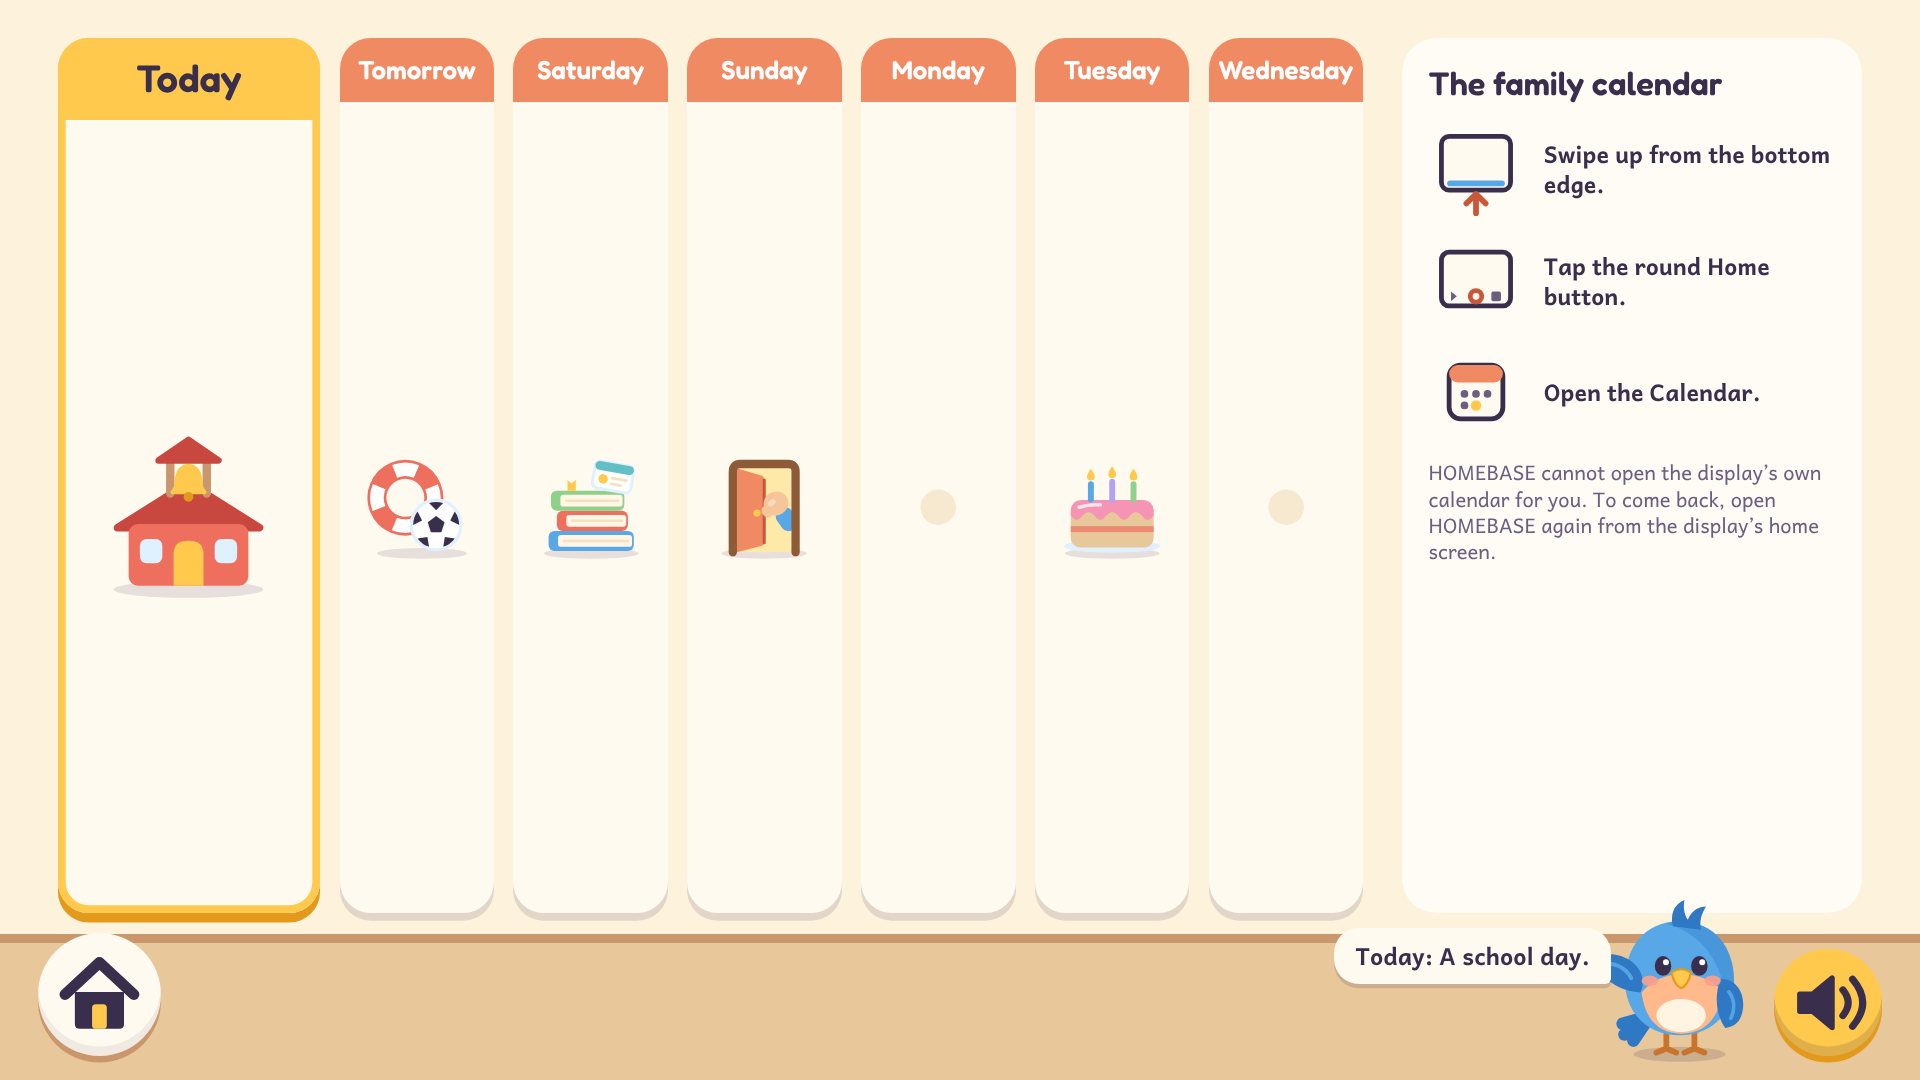 Today
Tomorrow
Saturday
Sunday
Monday
Tuesday
Wednesday
The family calendar
Swipe up from the bottom
edge.
Tap the round Home
button.
Open the Calendar.
HOMEBASE cannot open the display’s own
calendar for you. To come back, open
HOMEBASE again from the display’s home
screen.
Today: A school day.